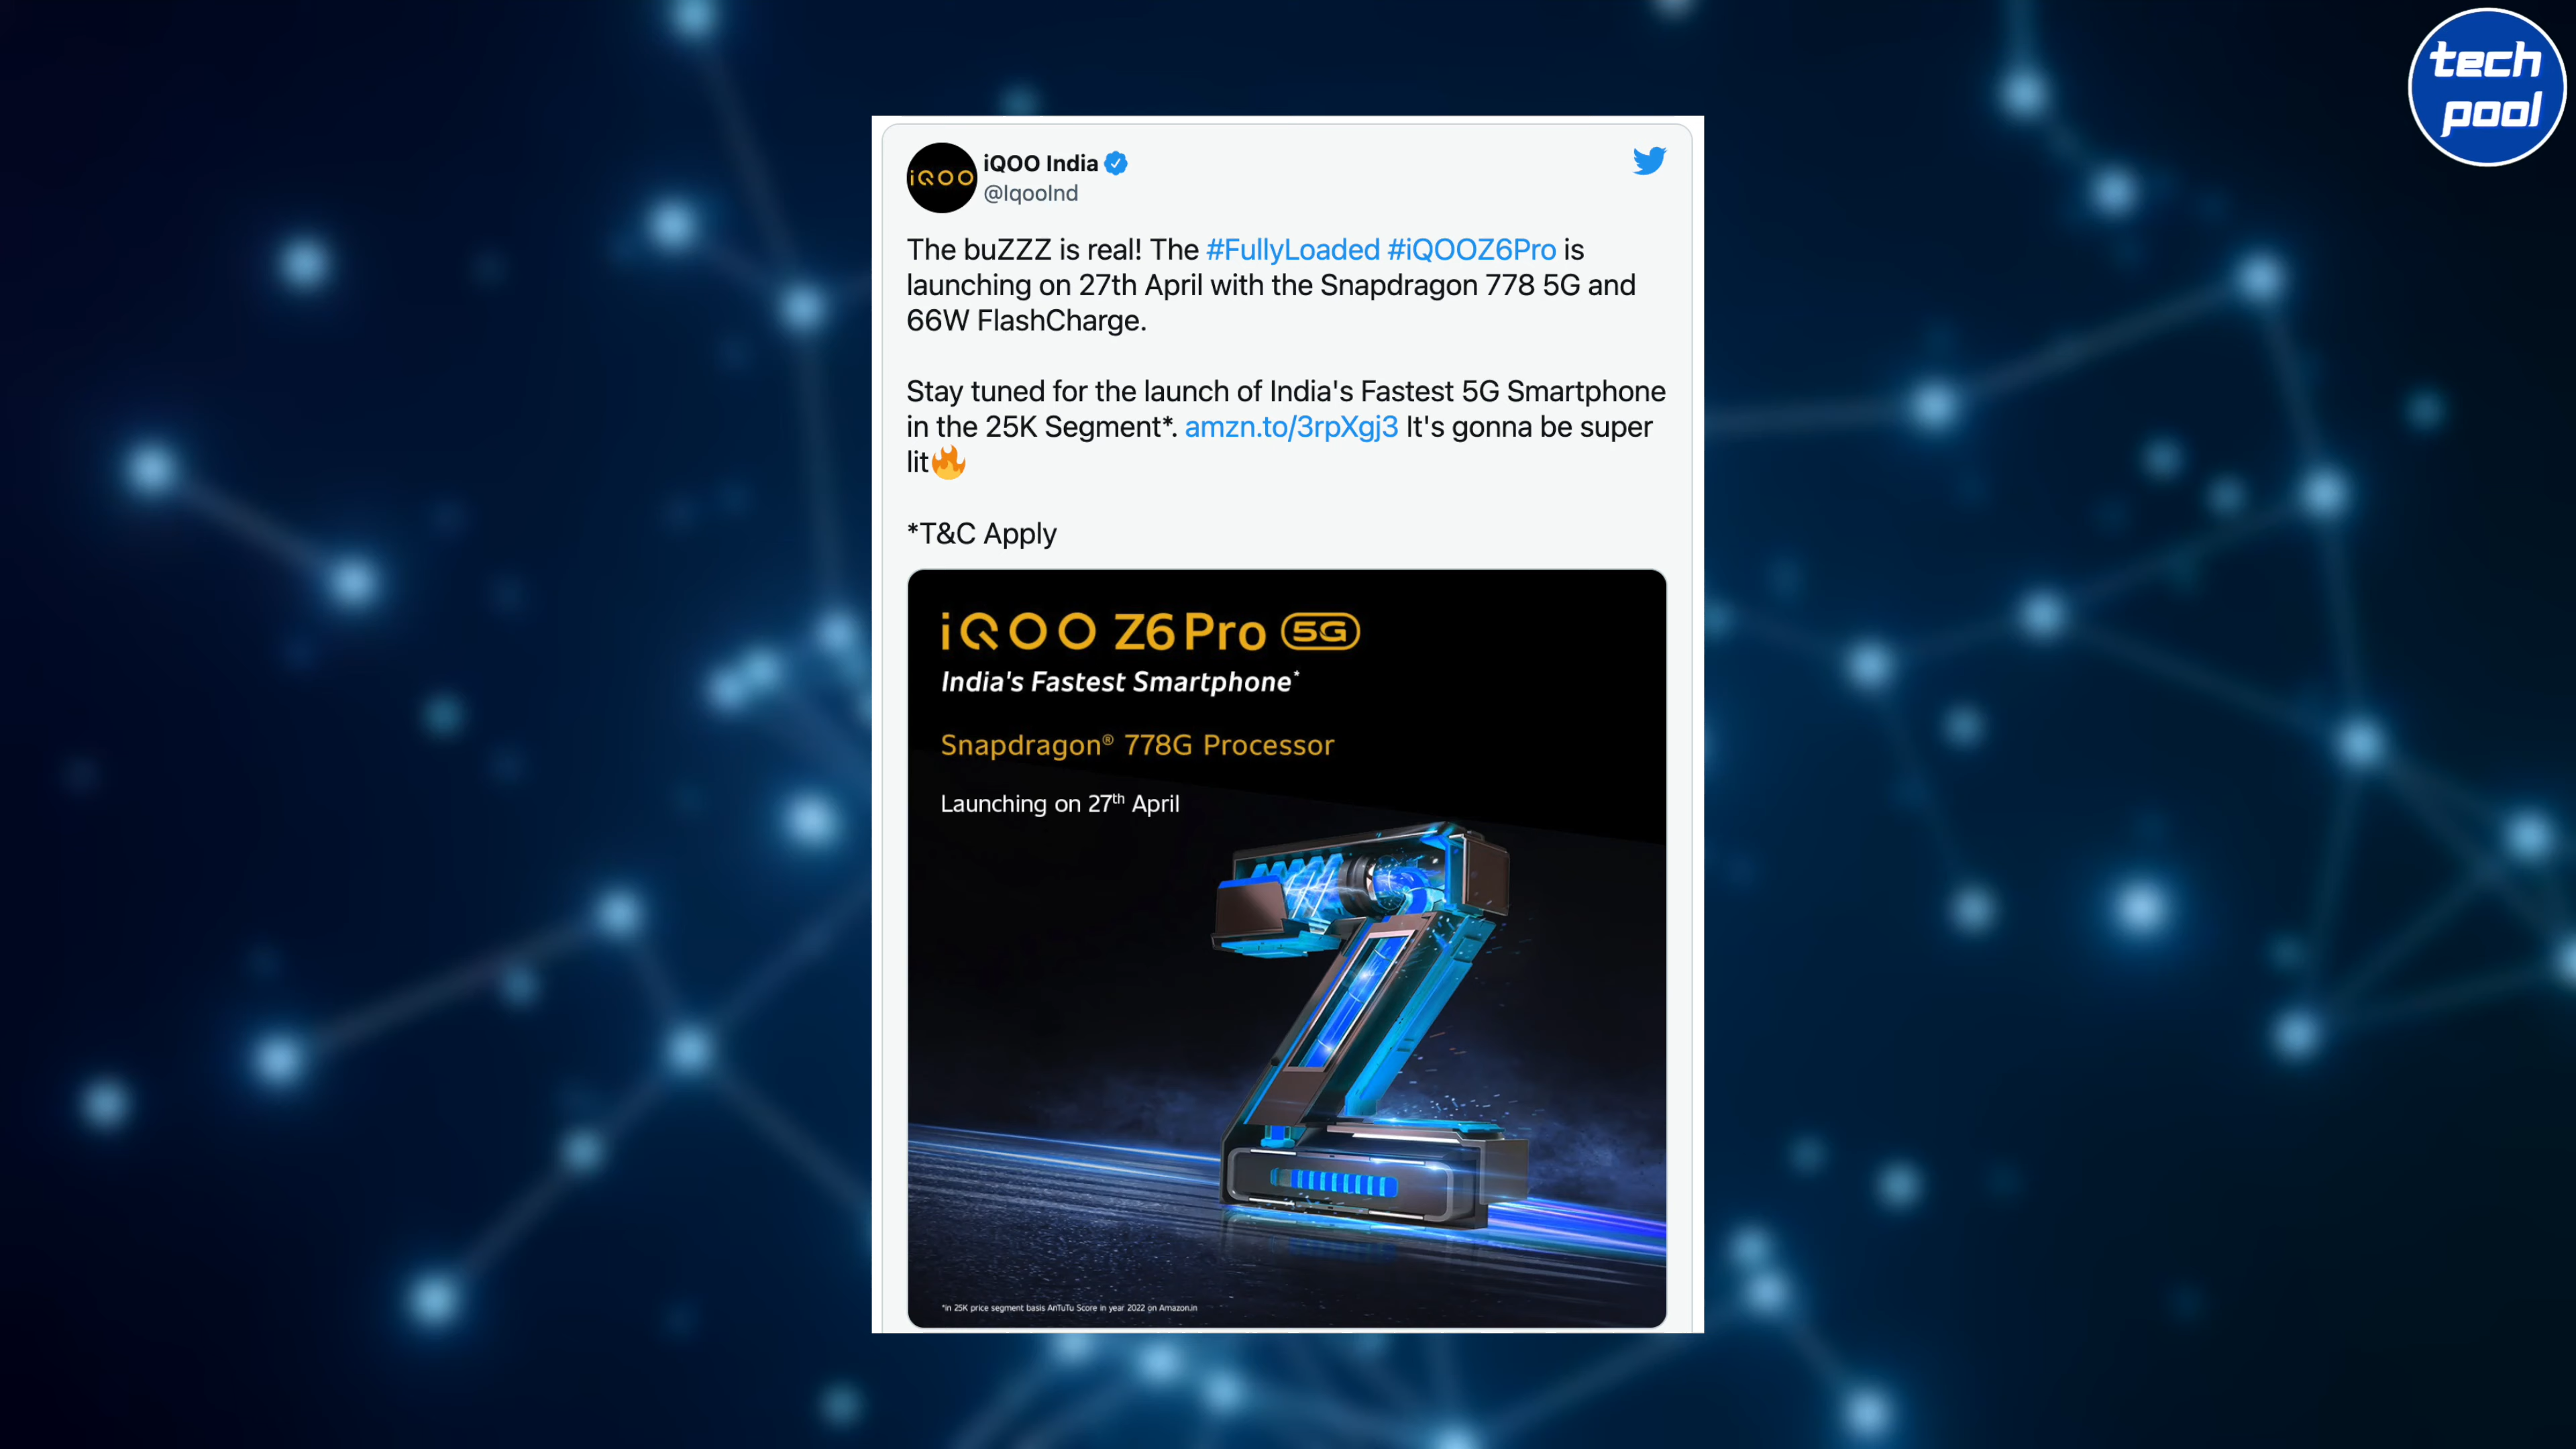 tech
pool
iQOO
iQOO India
@IqooInd
The buZZZ is real! The #FullyLoaded #iQOOZ6Pro is
launching on 27th April with the Snapdragon 778 5G and
66W FlashCharge.
Stay tuned for the launch of India's Fastest 5G Smartphone
in the 25K Segment*. amzn.to/3rpXgj3 It's gonna be super
lit🔥
*T&C Apply
iQOO Z6 Pro 5G
India's Fastest Smartphone*
Snapdragon® 778G Processor
Launching on 27th April
*in 25K price segment basis AnTuTu Score in year 2022 on Amazon.in